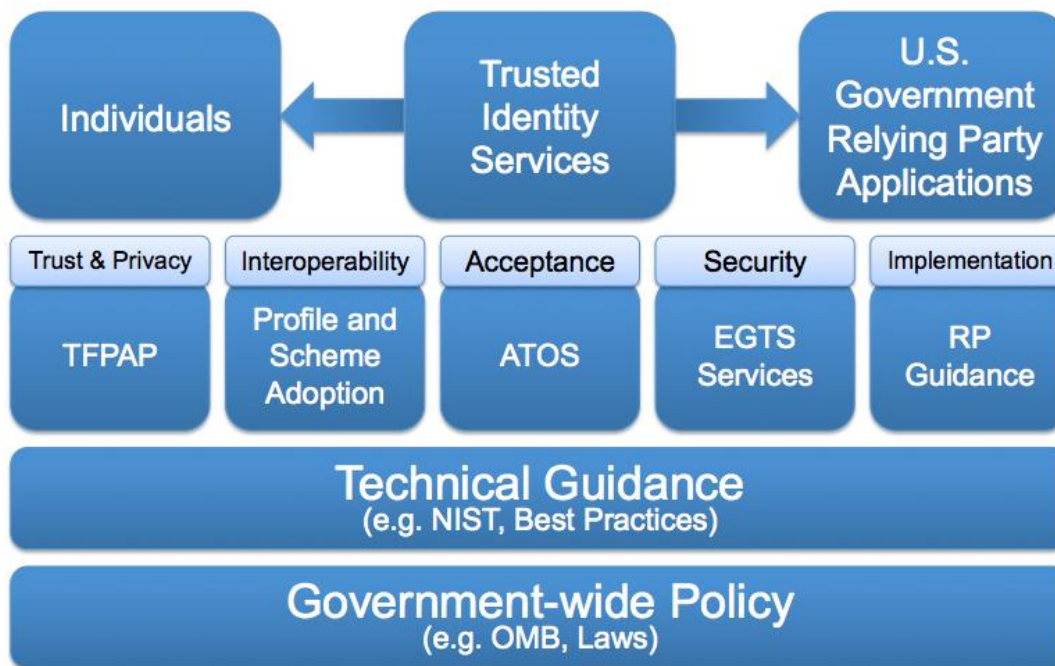 Individuals
Trusted
Identity
Services
U.S.
Government
Relying Party
Applications
Trust & Privacy
Interoperability
Acceptance
Security
Implementation
TFPAP
Profile and
Scheme
Adoption
ATOS
EGTS
Services
RP
Guidance
Technical Guidance
(e.g. NIST, Best Practices)
Government-wide Policy
(e.g. OMB, Laws)